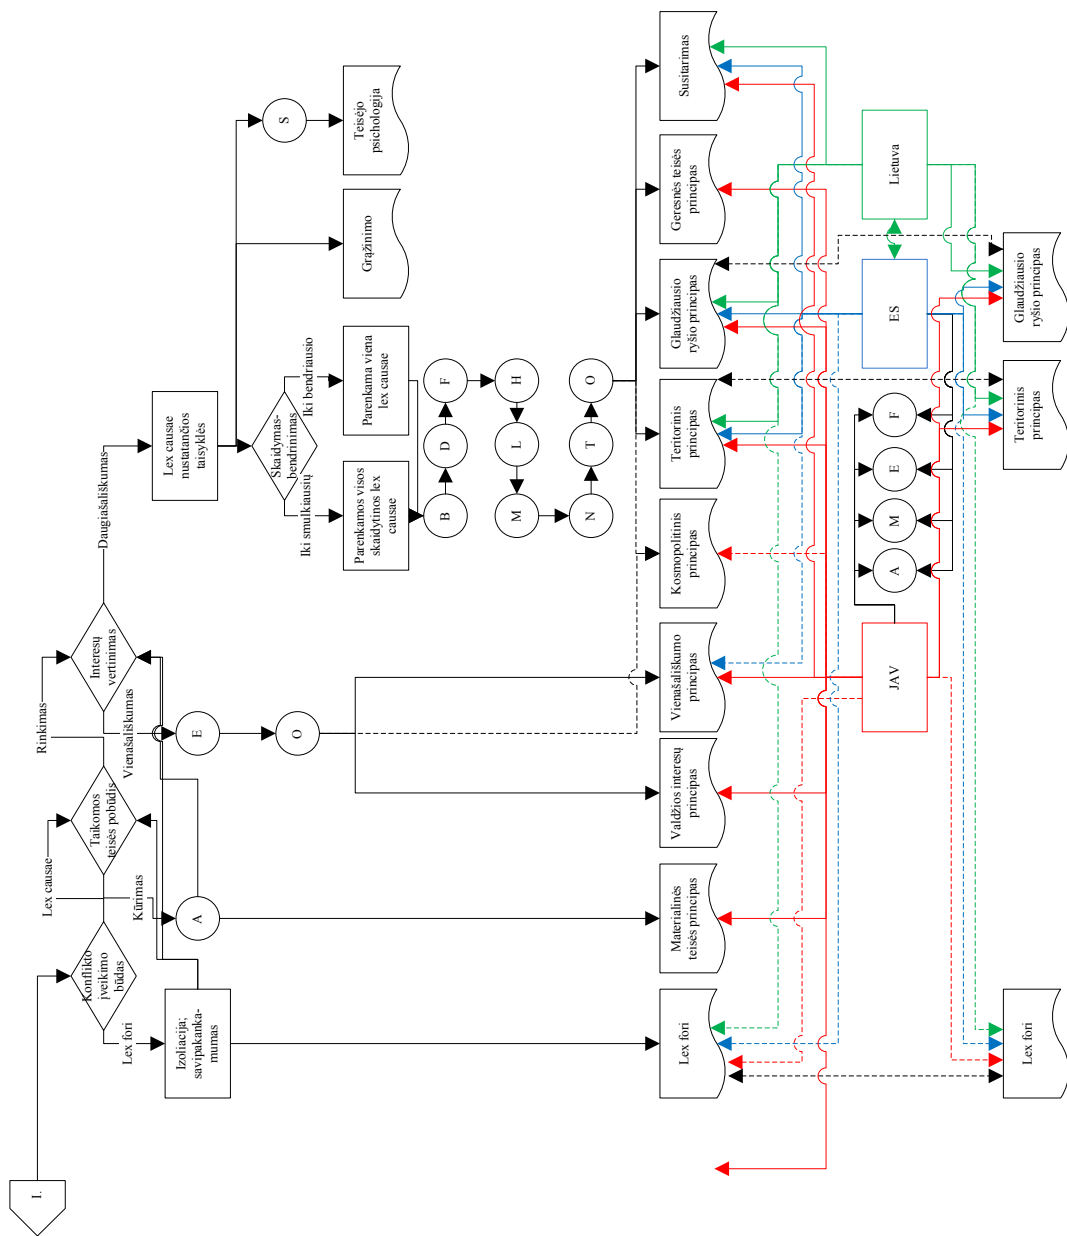 I.
Konflikto
įveikimo
būdas
Lex fori
Izoliacija;
savipakanka-
mumas
Lex causae
Taikomos
teisės pobūdis
Kūrimas
A
Rinkimas
Interesų
vertinimas
Vienašališkumas
E
O
Daugiašališkumas
Lex causae
nustatančios
taisyklės
S
Teisėjo
psichologija
Grąžinimo
Skaidymas-
bendrinimas
Iki bendriausio
Iki smulkiausių
Parenkama viena
lex causae
Parenkamos visos
skaidytinos lex
causae
B
D
F
H
L
M
N
T
O
Lex fori
Materialinės
teisės principas
Valdžios interesų
principas
Vienašališkumo
principas
Kosmopolitinis
principas
Teritorinis
principas
Glaudžiausio
ryšio principas
Geresnės teisės
principas
Susitarimas
JAV
ES
Lietuva
A
M
E
F
Lex fori
Teritorinis
principas
Glaudžiausio
ryšio principas